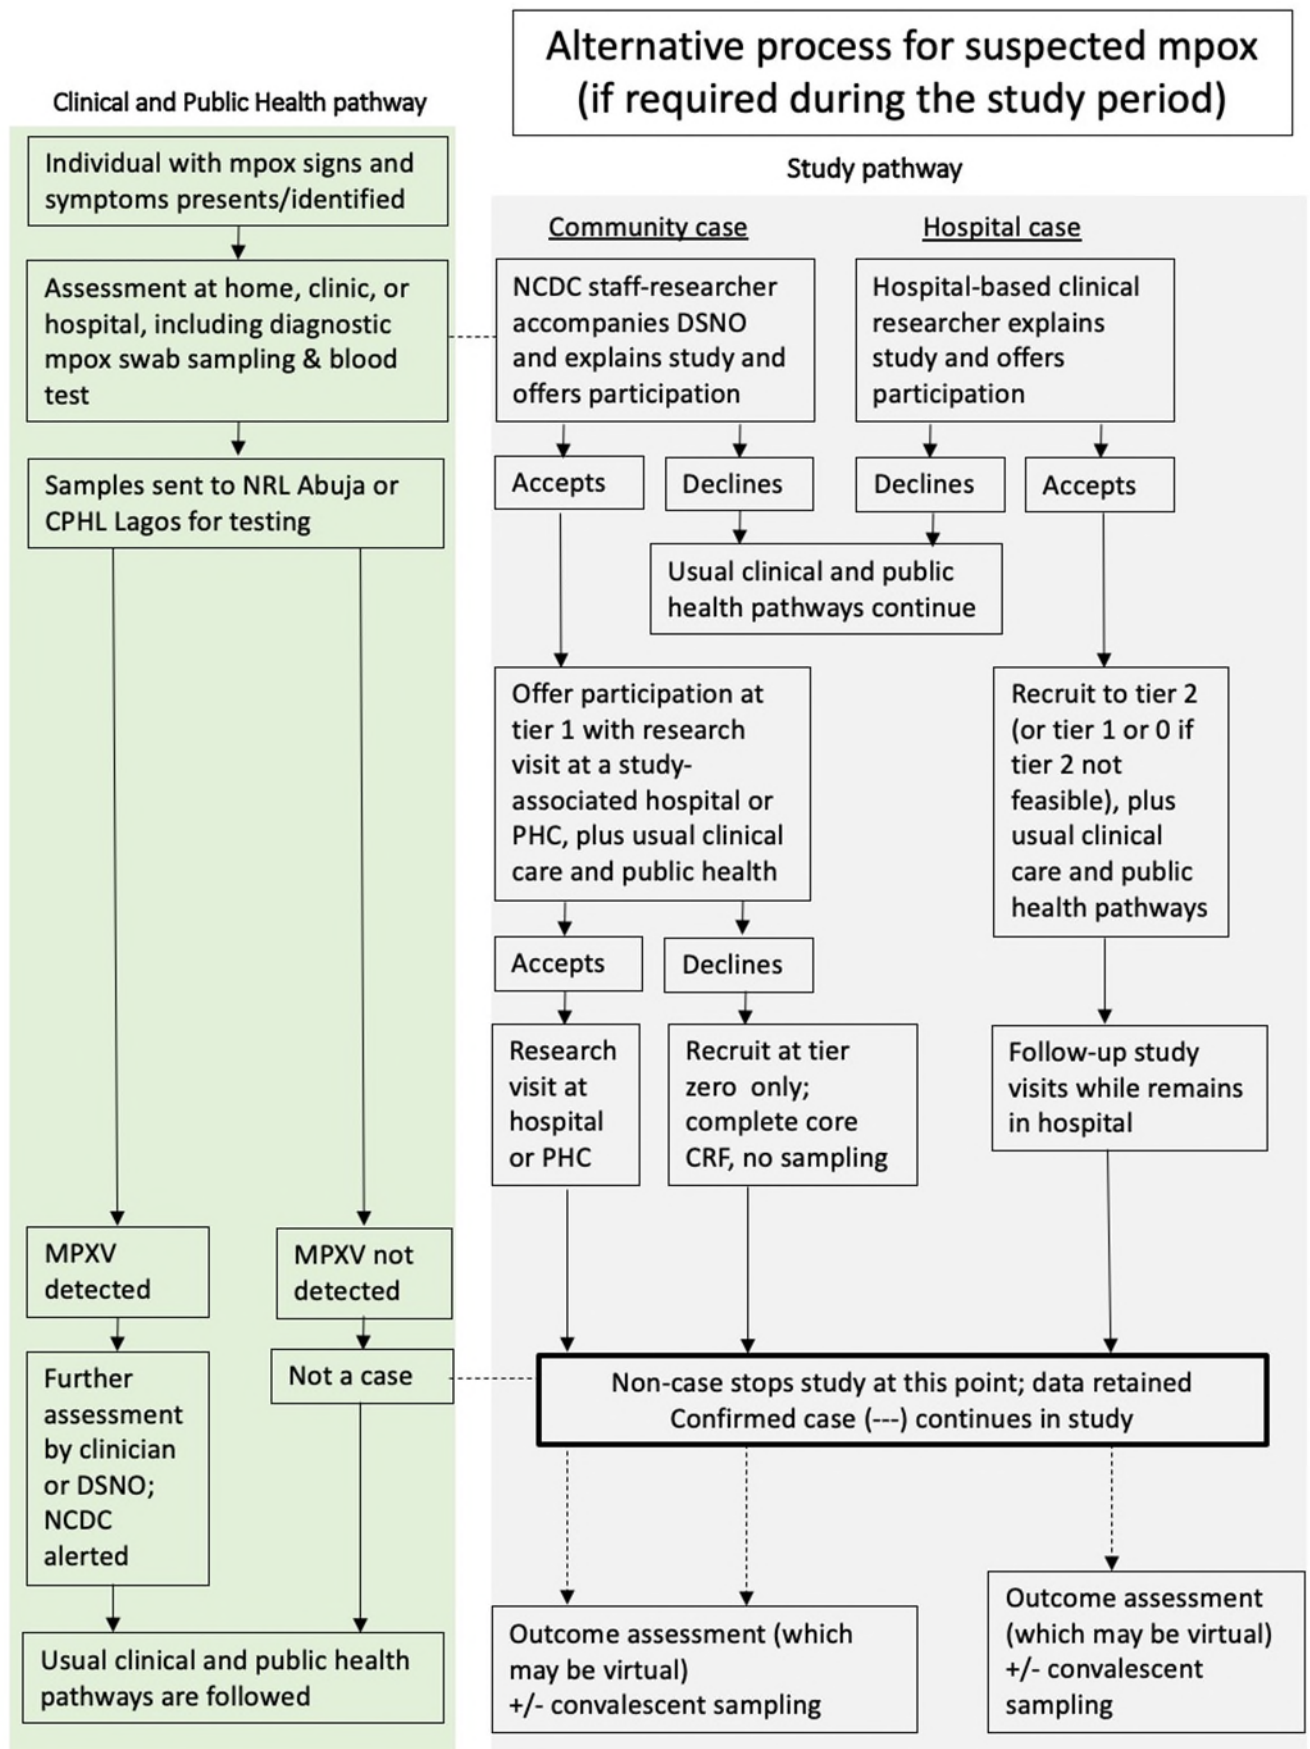 Alternative process for suspected mpox
(if required during the study period)
Clinical and Public Health pathway
Individual with mpox signs and
symptoms presents/identified
Assessment at home, clinic, or
hospital, including diagnostic
mpox swab sampling & blood
test
Samples sent to NRL Abuja or
CPHL Lagos for testing
MPXV
detected
MPXV not
detected
Further
assessment
by clinician
or DSNO;
NCDC
alerted
Not a case
Usual clinical and public health
pathways are followed
Study pathway
Community case
Hospital case
NCDC staff-researcher
accompanies DSNO
and explains study and
offers participation
Hospital-based clinical
researcher explains
study and offers
participation
Accepts
Declines
Declines
Accepts
Usual clinical and public
health pathways continue
Offer participation at
tier 1 with research
visit at a study-
associated hospital or
PHC, plus usual clinical
care and public health
Recruit to tier 2
(or tier 1 or 0 if
tier 2 not
feasible), plus
usual clinical
care and public
health pathways
Accepts
Declines
Research
visit at
hospital
or PHC
Recruit at tier
zero only;
complete core
CRF, no sampling
Follow-up study
visits while remains
in hospital
Non-case stops study at this point; data retained
Confirmed case (---) continues in study
Outcome assessment (which
may be virtual)
+/- convalescent sampling
Outcome assessment
(which may be virtual)
+/- convalescent
sampling